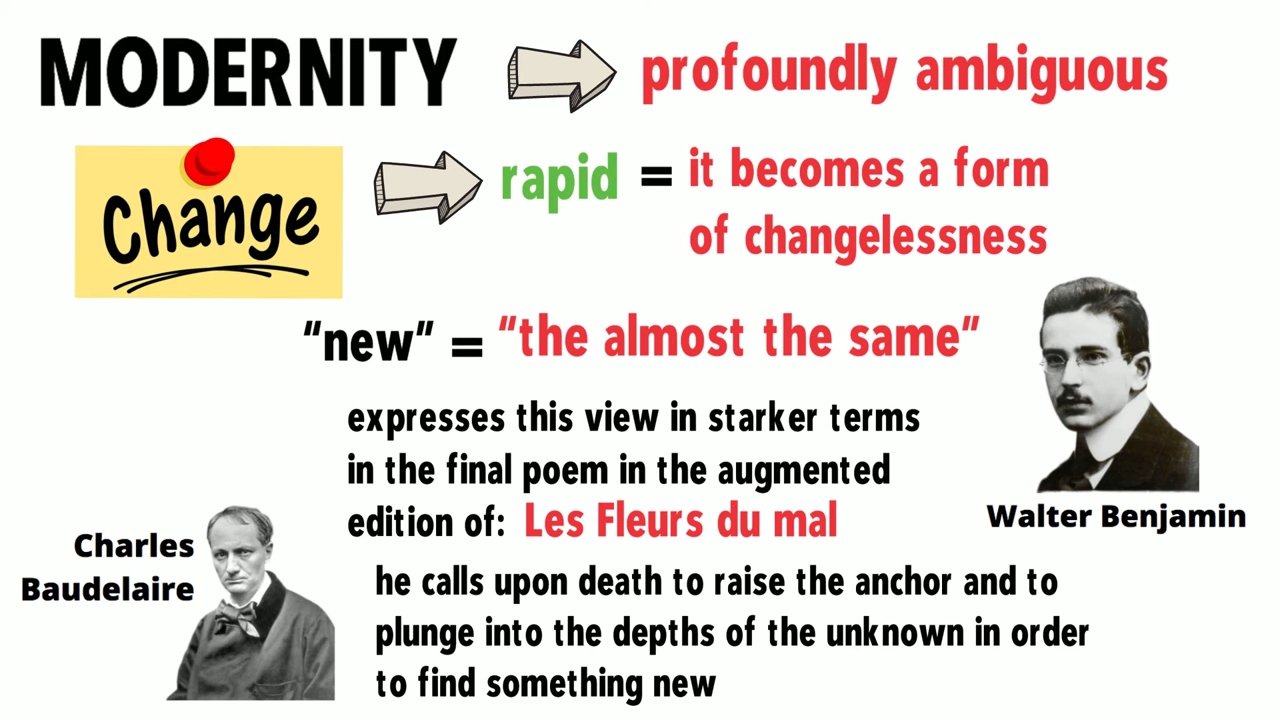 MODERNITY profoundly ambiguous
Change rapid = it becomes a form
of changelessness
“new” = “the almost the same”
expresses this view in starker terms
in the final poem in the augmented
edition of: Les Fleurs du mal
Walter Benjamin
Charles
Baudelaire
he calls upon death to raise the anchor and to
plunge into the depths of the unknown in order
to find something new